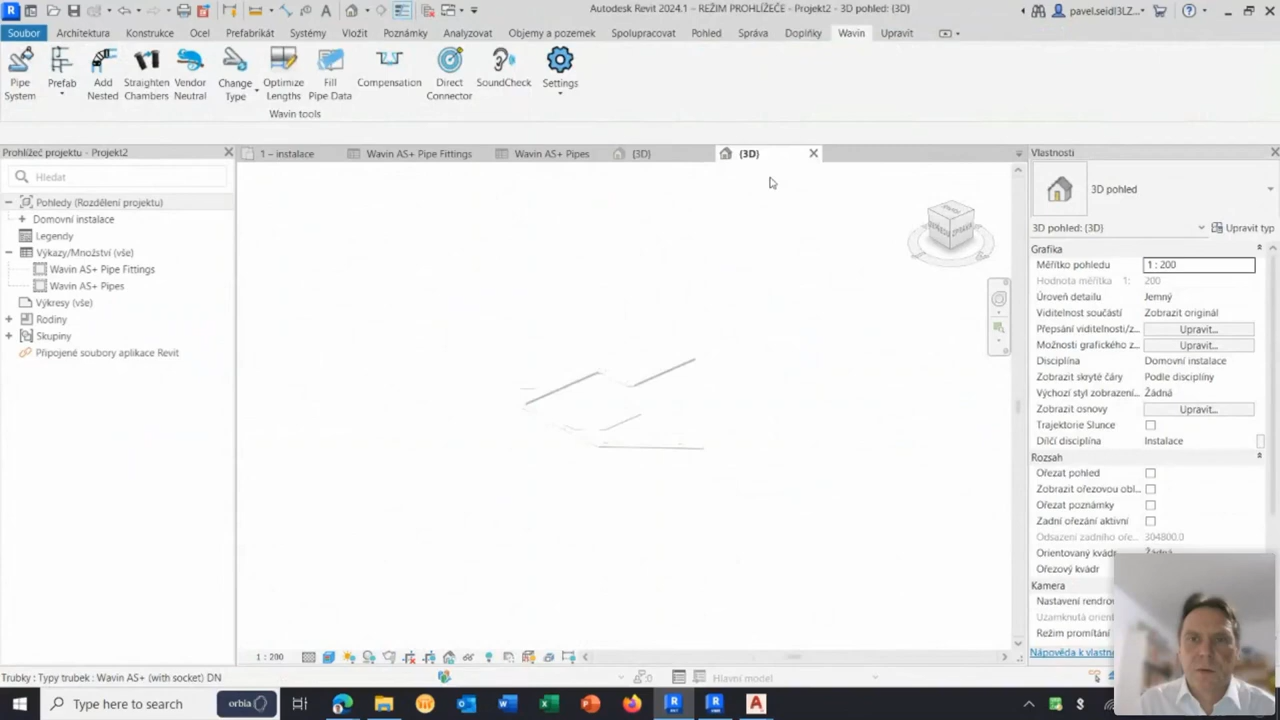 Autodesk Revit 2024.1 - REŽIM PROHLÍŽEČE - Projekt2 - 3D pohled: {3D}
pavel.seidl3LZ...
Soubor Architektura Konstrukce Ocel Prefabrikát Systémy Vložit Poznámky Analyzovat Objemy a pozemek Spolupracovat Pohled Správa Doplňky Wavin Upravit
Pipe System
Prefab
Add Nested
Straighten Chambers
Vendor Neutral
Change Type
Optimize Lengths
Fill Pipe Data
Compensation
Direct Connector
SoundCheck
Settings
Wavin tools
Prohlížeč projektu - Projekt2
1 – instalace
Wavin AS+ Pipe Fittings
Wavin AS+ Pipes
{3D}
{3D}
Vlastnosti
Hledat
Pohledy (Rozdělení projektu)
Domovní instalace
Legendy
Výkazy/Množství (vše)
Wavin AS+ Pipe Fittings
Wavin AS+ Pipes
Výkresy (vše)
Rodiny
Skupiny
Připojené soubory aplikace Revit
3D pohled
3D pohled: {3D}
Upravit typ
Grafika
Měřítko pohledu 1 : 200
Hodnota měřítka 1: 200
Úroveň detailu Jemný
Viditelnost součástí Zobrazit originál
Přepsání viditelnosti/z... Upravit...
Možnosti grafického z... Upravit...
Disciplína Domovní instalace
Zobrazit skryté čáry Podle disciplíny
Výchozí styl zobrazení... Žádná
Zobrazit osnovy Upravit...
Trajektorie Slunce
Dílčí disciplína Instalace
Rozsah
Ořezat pohled
Zobrazit ořezovou obl...
Ořezat poznámky
Zadní ořezání aktivní
Odsazení zadního oře... 304800.0
Orientovaný kvádr Žádná
Ořezový kvádr
Kamera
Nastavení rendrov
Uzamknutá orient
Režim promítání
Nápověda k vlastn
1 : 200
Trubky : Typy trubek : Wavin AS+ (with socket) DN
:0
Hlavní model
Type here to search
orbia